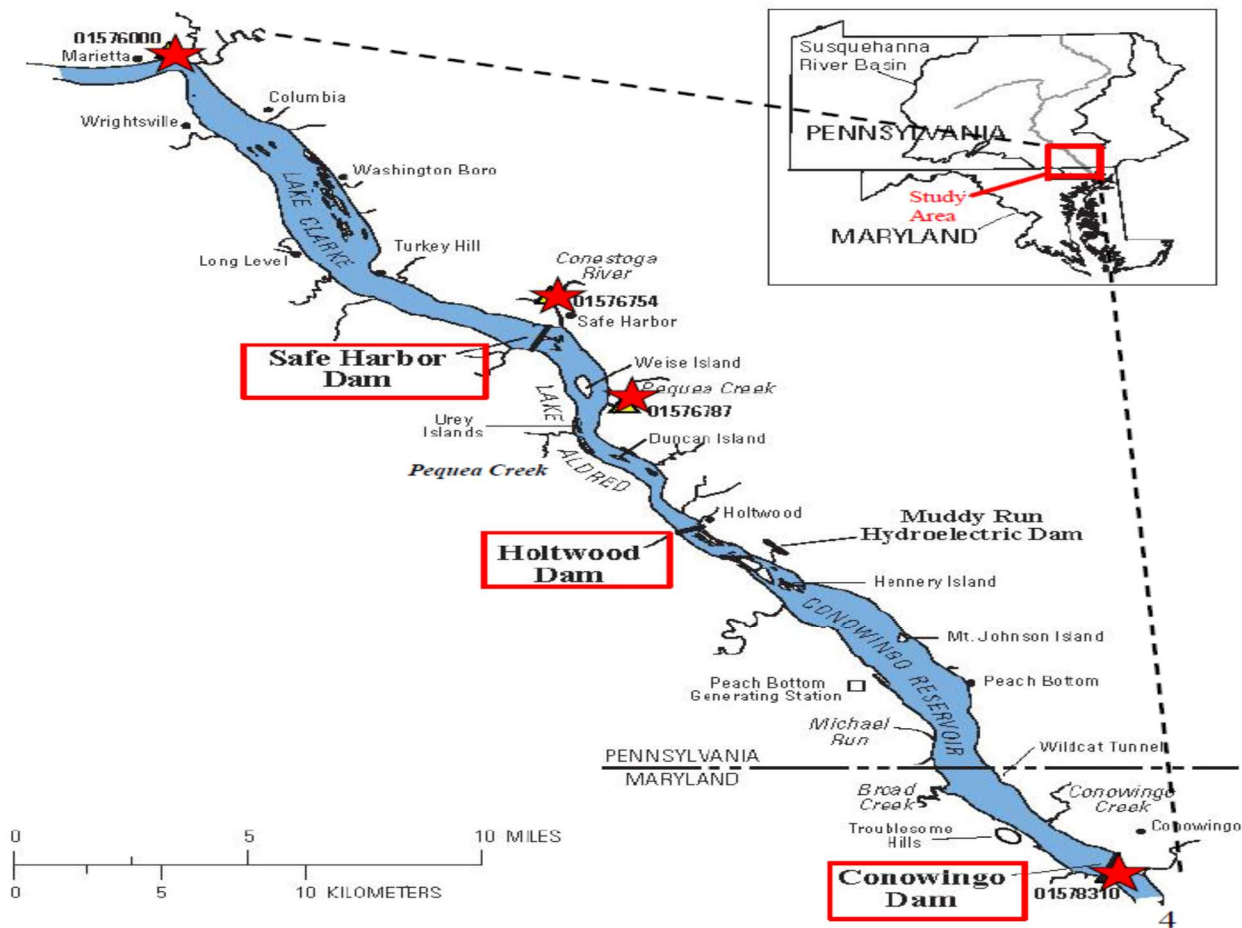 01576000
Marietta
Columbia
Wrightsville
Washington Boro
LAKE CLARKE
Long Level
Turkey Hill
Conestoga
River
01576754
Safe Harbor
Safe Harbor
Dam
Weise Island
Pequea Creek
01576787
LAKE ALDRED
Urey
Islands
Duncan Island
Pequea Creek
Holtwood
Holtwood
Dam
Muddy Run
Hydroelectric Dam
Hennery Island
CONOWINGO RESERVOIR
Mt. Johnson Island
Peach Bottom
Generating Station
Peach Bottom
Michael
Run
Wildcat Tunnel
PENNSYLVANIA
MARYLAND
Broad
Creek
Conowingo
Creek
Troublesome
Hills
Conowingo
Conowingo
Dam
01578310
4
0 5 10 MILES
0 5 10 KILOMETERS
Susquehanna
River Basin
PENNSYLVANIA
Study
Area
MARYLAND